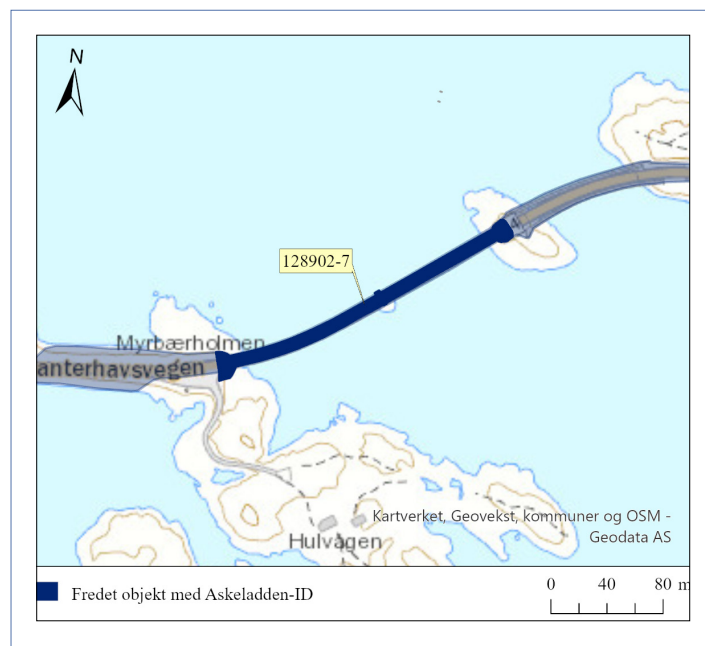 N
128902-7
Myrbærholmen
anterhavsvegen
Kartverket, Geovekst, kommuner og OSM -
Geodata AS
Hulvågen
Fredet objekt med Askeladden-ID
0 40 80 m